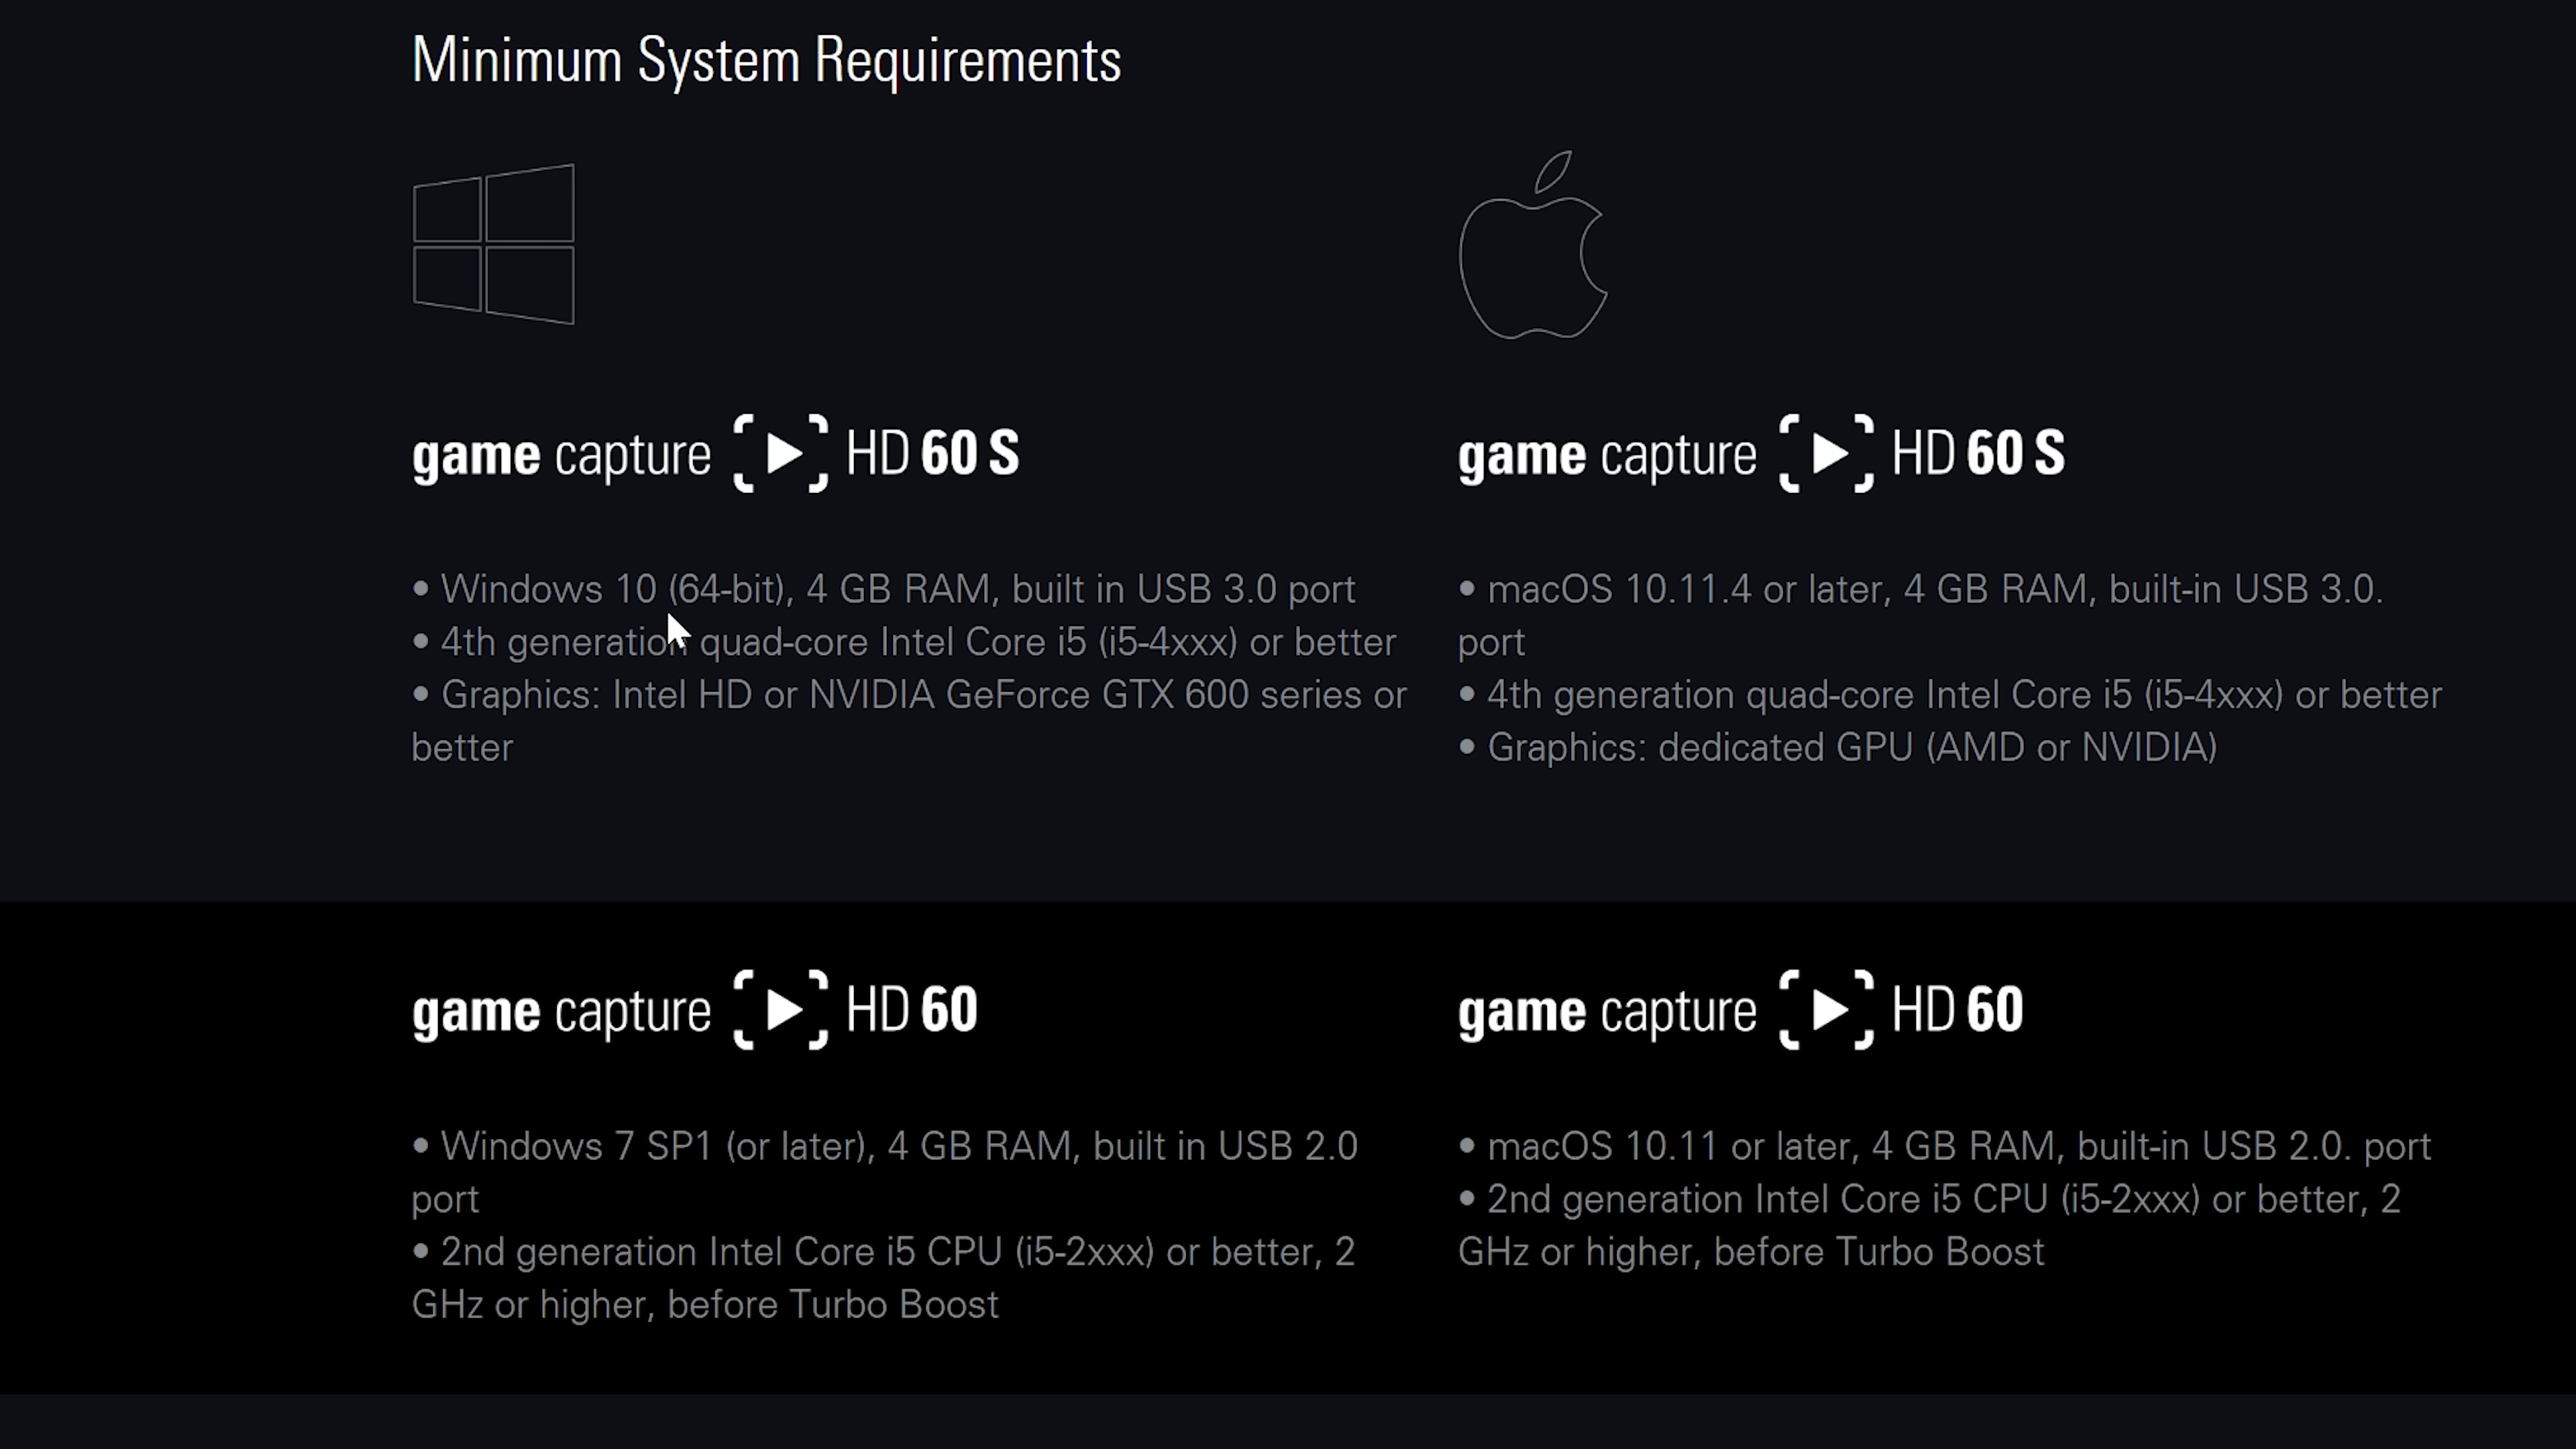 Minimum System Requirements
game capture HD 60 S
• Windows 10 (64-bit), 4 GB RAM, built in USB 3.0 port
• 4th generation quad-core Intel Core i5 (i5-4xxx) or better
• Graphics: Intel HD or NVIDIA GeForce GTX 600 series or
better
game capture HD 60 S
• macOS 10.11.4 or later, 4 GB RAM, built-in USB 3.0.
port
• 4th generation quad-core Intel Core i5 (i5-4xxx) or better
• Graphics: dedicated GPU (AMD or NVIDIA)
game capture HD 60
• Windows 7 SP1 (or later), 4 GB RAM, built in USB 2.0
port
• 2nd generation Intel Core i5 CPU (i5-2xxx) or better, 2
GHz or higher, before Turbo Boost
game capture HD 60
• macOS 10.11 or later, 4 GB RAM, built-in USB 2.0. port
• 2nd generation Intel Core i5 CPU (i5-2xxx) or better, 2
GHz or higher, before Turbo Boost